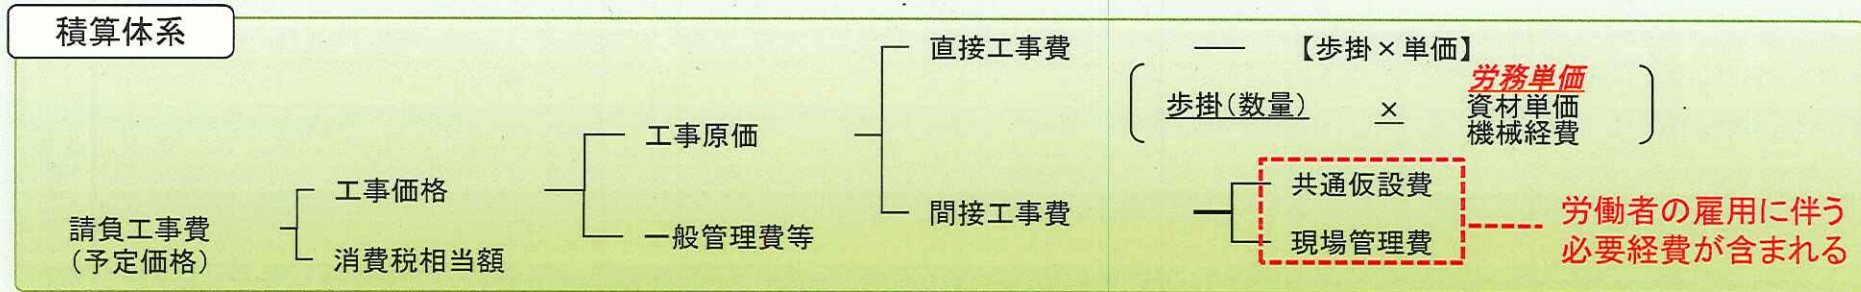 積算体系
直接工事費
【歩掛×単価】
歩掛(数量)
×
労務単価
資材単価
機械経費
工事原価
工事価格
間接工事費
共通仮設費
現場管理費
労働者の雇用に伴う
必要経費が含まれる
請負工事費
(予定価格)
一般管理費等
消費税相当額